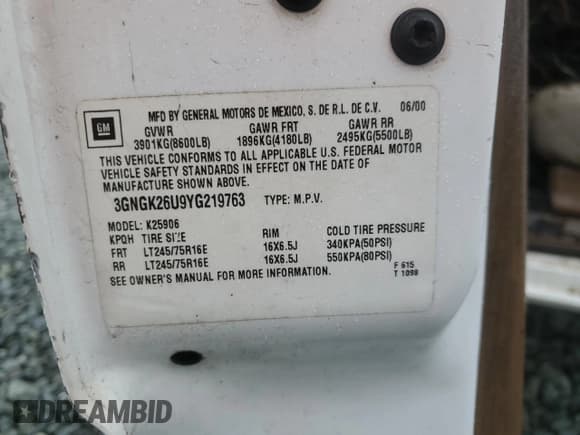 GM
MFD BY GENERAL MOTORS DE MEXICO, S. DE R.L. DE C.V. 06/00
GVWR GAWR FRT GAWR RR
3901KG(8600LB) 1896KG(4180LB) 2495KG(5500LB)
THIS VEHICLE CONFORMS TO ALL APPLICABLE U.S. FEDERAL MOTOR
VEHICLE SAFETY STANDARDS IN EFFECT ON THE DATE OF
MANUFACTURE SHOWN ABOVE.
3GNGK26U9YG219763 TYPE: M.P.V.
MODEL: K25906
KPQH TIRE SIZE RIM COLD TIRE PRESSURE
FRT LT245/75R16E 16X6.5J 340KPA(50PSI)
RR LT245/75R16E 16X6.5J 550KPA(80PSI)
SEE OWNER'S MANUAL FOR MORE INFORMATION.
F 615
T 1098
DREAMBID